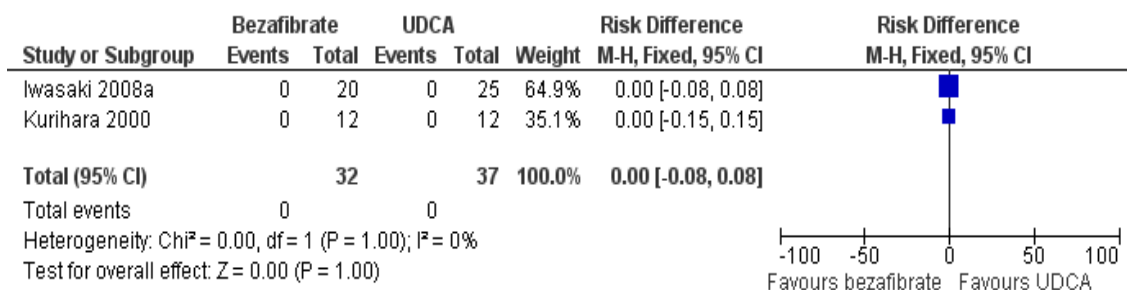 Bezafibrate UDCA Risk Difference Risk Difference
Study or Subgroup Events Total Events Total Weight M-H, Fixed, 95% CI M-H, Fixed, 95% CI
Iwasaki 2008a 0 20 0 25 64.9% 0.00 [-0.08, 0.08]
Kurihara 2000 0 12 0 12 35.1% 0.00 [-0.15, 0.15]
Total (95% CI) 32 37 100.0% 0.00 [-0.08, 0.08]
Total events 0 0
Heterogeneity: Chi² = 0.00, df = 1 (P = 1.00); I² = 0%
Test for overall effect: Z = 0.00 (P = 1.00)
-100 -50 0 50 100
Favours bezafibrate Favours UDCA